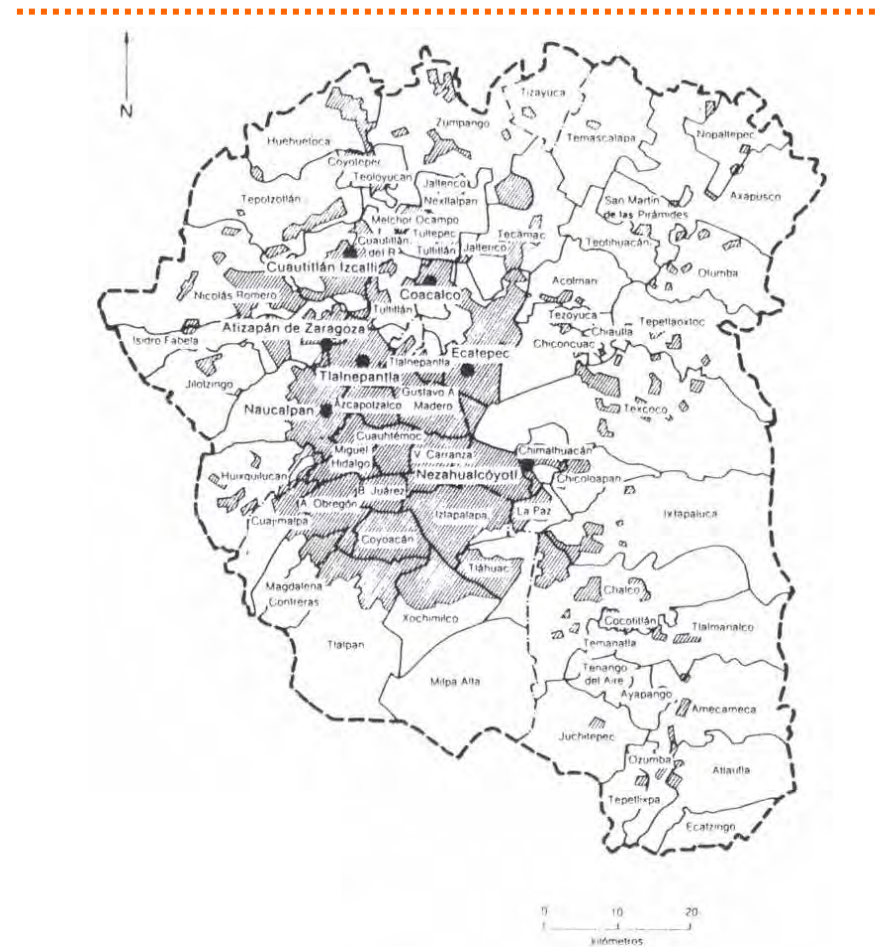 N
Tizayuca
Zumpango
Temascalapa
Nopaltepec
Huehuetoca
Coyotepec
Teoloyucan
Jaltenco
Axapusco
Tepotzotlán
Nextlalpan
San Martín
de las Pirámides
Melchor Ocampo
Tultepec
Cuautitlán
del R
Tultitlán
Jaltenco
Tecámac
Teotihuacán
Cuautitlán Izcalli
Otumba
Nicolás Romero
Coacalco
Acolman
Tultitlán
Tezoyuca
Tepetlaoxtoc
Atizapán de Zaragoza
Chiautla
Isidro Fabela
Chiconcuac
Tlalnepantla
Ecatepec
Tlalnepantla
Jilotzingo
Gustavo A
Madero
Texcoco
Naucalpan
Azcapotzalco
Cuauhtémoc
Miguel
Hidalgo
V. Carranza
Chimalhuacán
Huixquilucan
Nezahualcóyotl
Chicoloapan
B. Juárez
A. Obregón
Iztapalapa
La Paz
Ixtapaluca
Cuajimalpa
Coyoacán
Tláhuac
Magdalena
Contreras
Chalco
Xochimilco
Cocotitlán
Tlalmanalco
Tlalpan
Temamatla
Milpa Alta
Tenango
del Aire
Ayapango
Amecameca
Juchitepec
Ozumba
Atlautla
Tepetlixpa
Ecatzingo
0 10 20
kilómetros